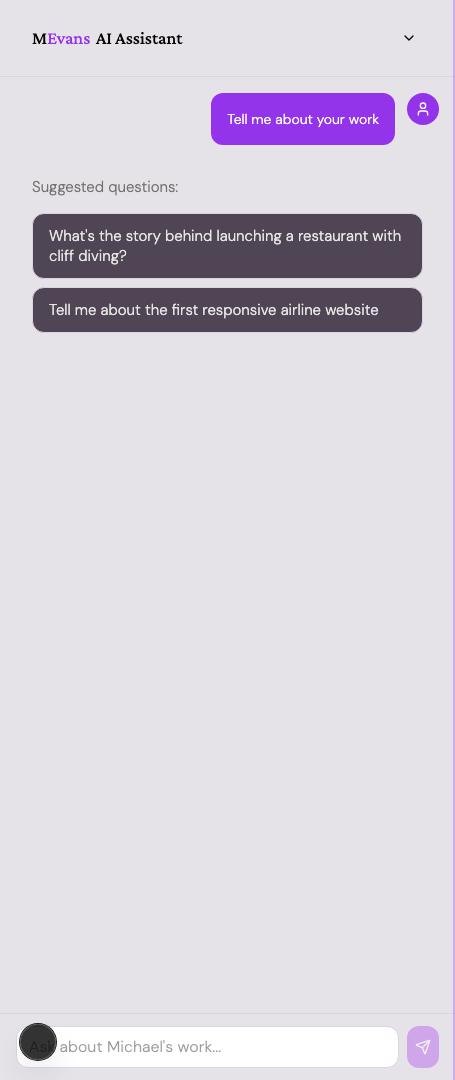 MEvans AI Assistant
Tell me about your work
Suggested questions:
What's the story behind launching a restaurant with
cliff diving?
Tell me about the first responsive airline website
Ask about Michael's work...